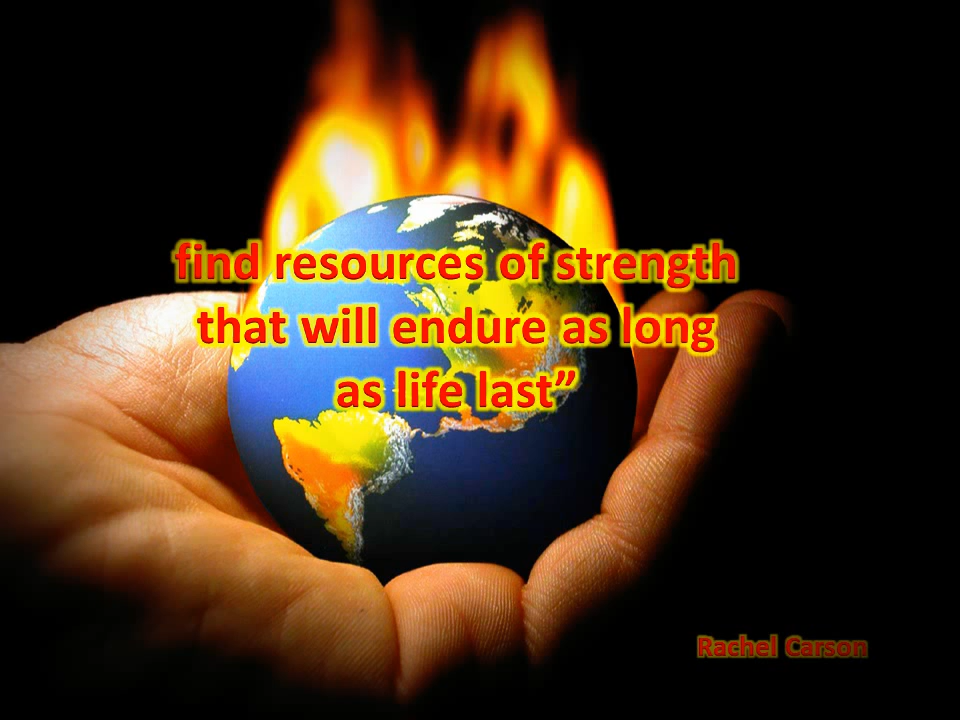 find resources of strength
that will endure as long
as life last”
Rachel Carson